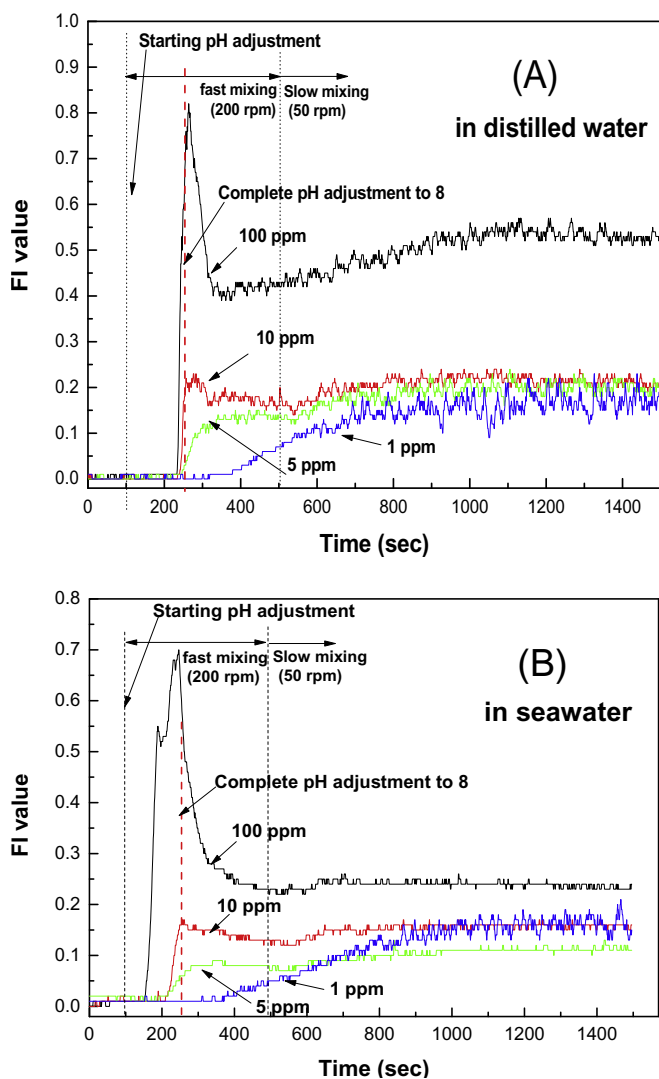 1.0
Starting pH adjustment
0.9
fast mixing
(200 rpm)
Slow mixing
(50 rpm)
(A)
in distilled water
0.8
0.7
Complete pH adjustment to 8
0.6
100 ppm
0.5
0.4
10 ppm
0.3
0.2
0.1
5 ppm
1 ppm
0.0
FI value
0 200 400 600 800 1000 1200 1400
Time (sec)
0.8
Starting pH adjustment
0.7
fast mixing
(200 rpm)
Slow mixing
(50 rpm)
(B)
in seawater
0.6
0.5
Complete pH adjustment to 8
0.4
100 ppm
0.3
0.2
10 ppm
0.1
5 ppm
1 ppm
0.0
FI value
0 200 400 600 800 1000 1200 1400
Time (sec)